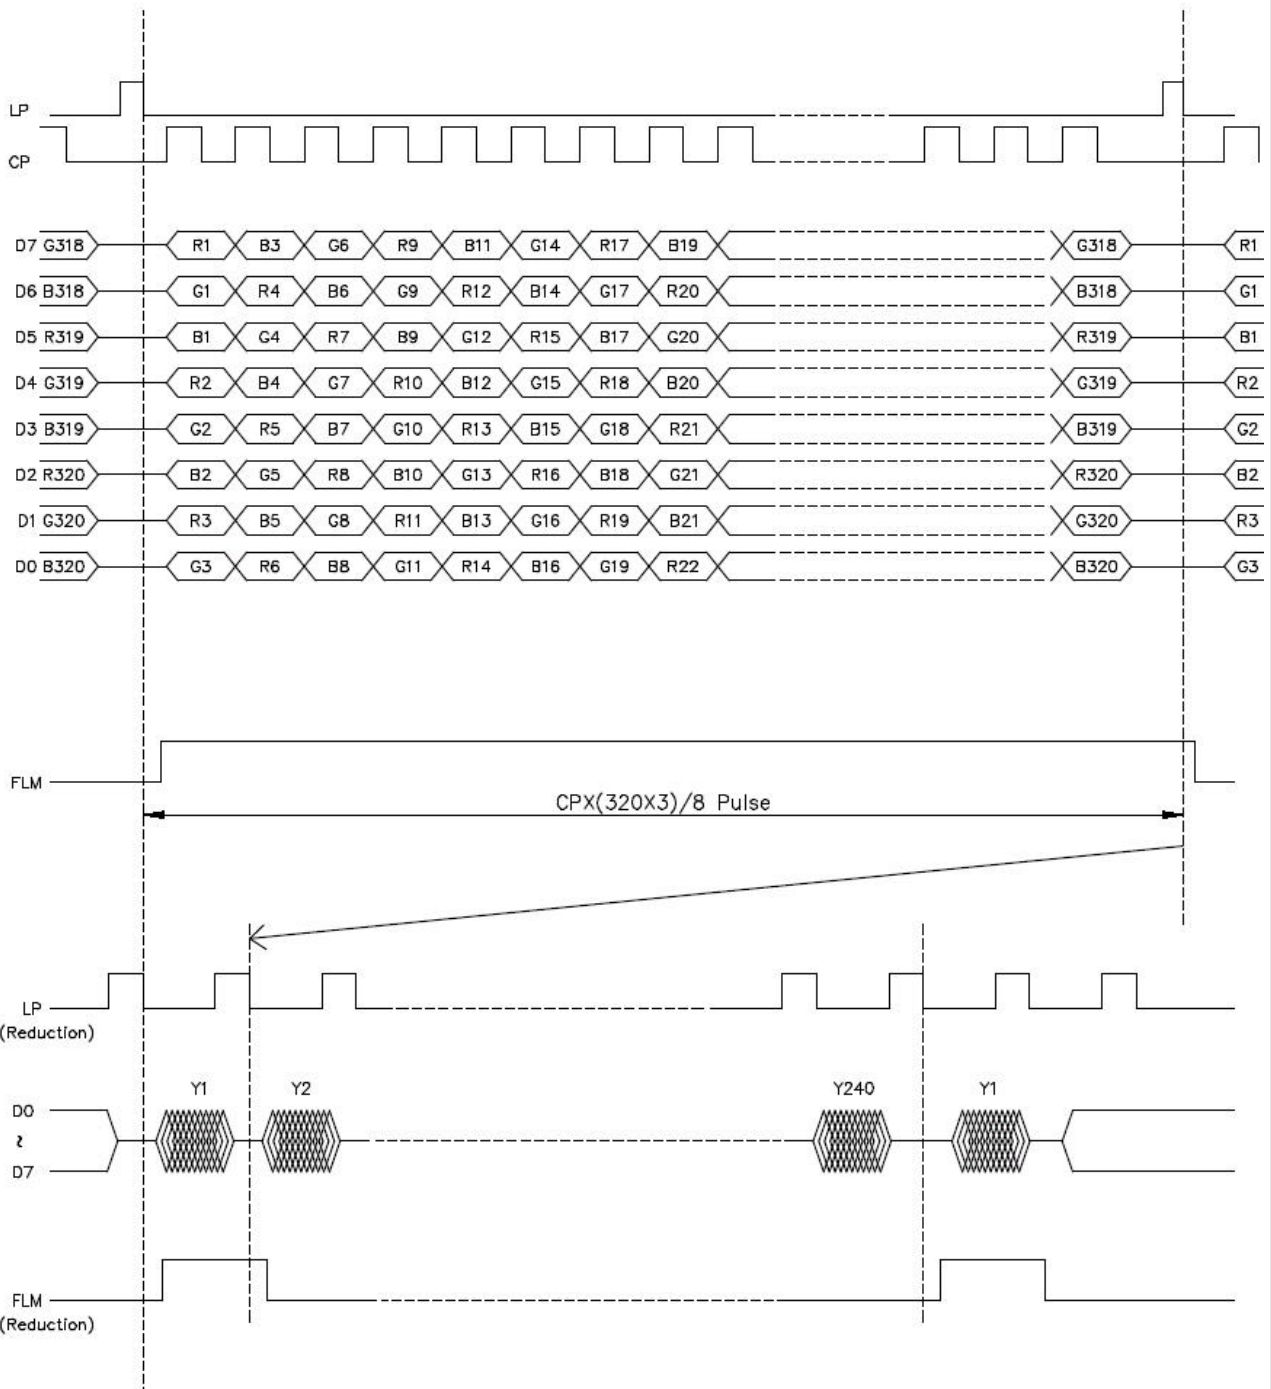 LP
CP
D7 G318 R1 B3 G6 R9 B11 G14 R17 B19 G318 R1
D6 B318 G1 R4 B6 G9 R12 B14 G17 R20 B318 G1
D5 R319 B1 G4 R7 B9 G12 R15 B17 G20 R319 B1
D4 G319 R2 B4 G7 R10 B12 G15 R18 B20 G319 R2
D3 B319 G2 R5 B7 G10 R13 B15 G18 R21 B319 G2
D2 R320 B2 G5 R8 B10 G13 R16 B18 G21 R320 B2
D1 G320 R3 B5 G8 R11 B13 G16 R19 B21 G320 R3
D0 B320 G3 R6 B8 G11 R14 B16 G19 R22 B320 G3
FLM
CPX(320X3)/8 Pulse
LP
(Reduction)
Y1 Y2 Y240 Y1
D0
~
D7
FLM
(Reduction)